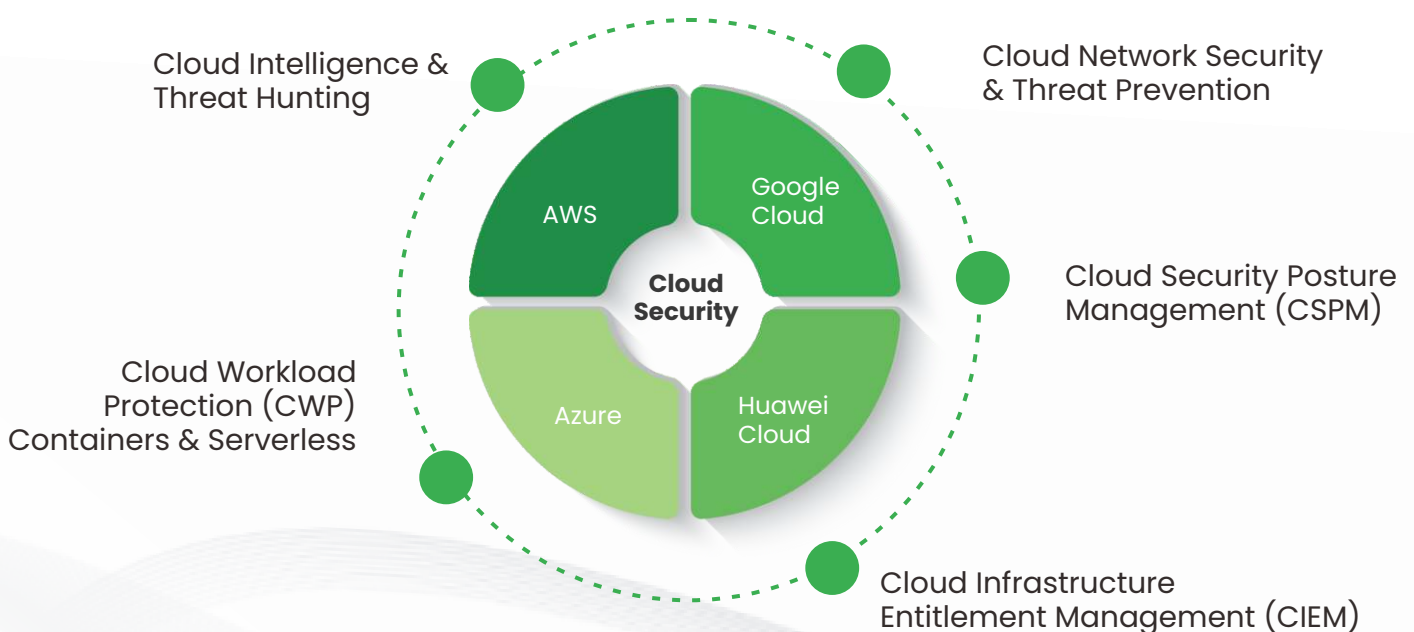 Cloud Intelligence &
Threat Hunting
Cloud Network Security
& Threat Prevention
AWS
Google
Cloud
Cloud
Security
Cloud Security Posture
Management (CSPM)
Cloud Workload
Protection (CWP)
Containers & Serverless
Azure
Huawei
Cloud
Cloud Infrastructure
Entitlement Management (CIEM)